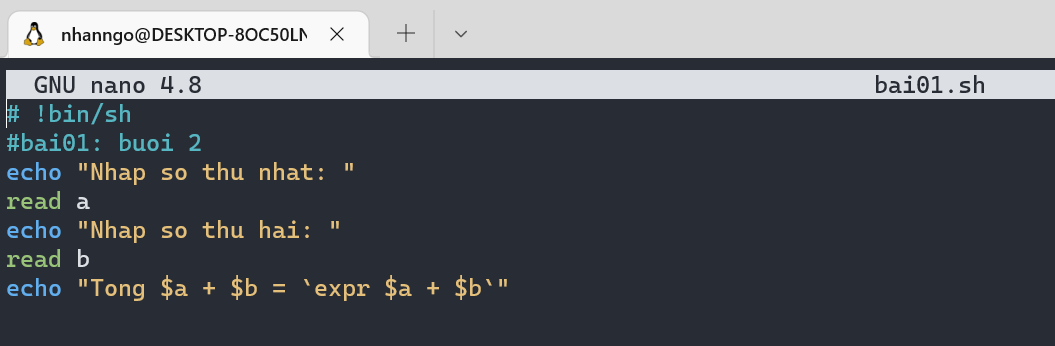 nhanngo@DESKTOP-8OC50LN
GNU nano 4.8 bai01.sh
# !bin/sh
#bai01: buoi 2
echo "Nhap so thu nhat: "
read a
echo "Nhap so thu hai: "
read b
echo "Tong $a + $b = `expr $a + $b`"